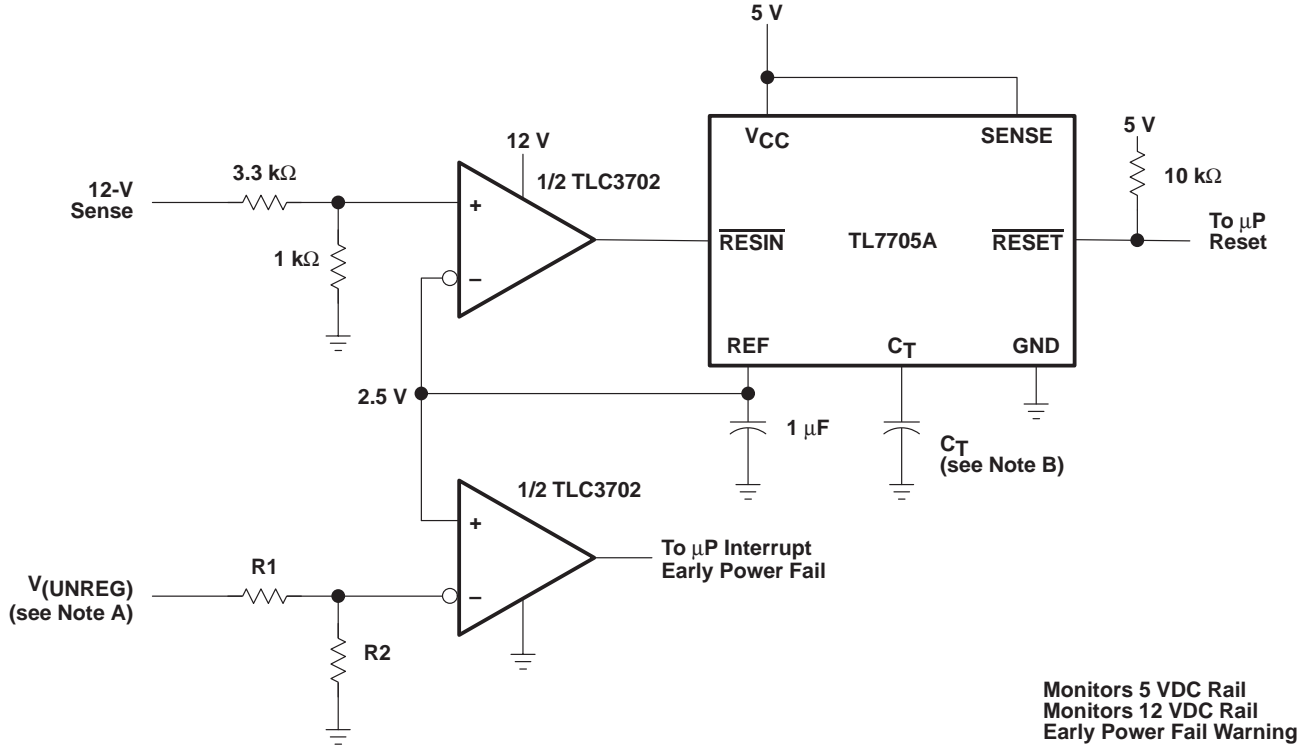 5 V
VCC
SENSE
12 V
1/2 TLC3702
5 V
10 kΩ
3.3 kΩ
12-V
Sense
+
1 kΩ
−
RESIN
TL7705A
RESET
To μP
Reset
REF
CT
GND
2.5 V
1 μF
CT
(see Note B)
1/2 TLC3702
+
To μP Interrupt
Early Power Fail
R1
V(UNREG)
(see Note A)
−
R2
Monitors 5 VDC Rail
Monitors 12 VDC Rail
Early Power Fail Warning